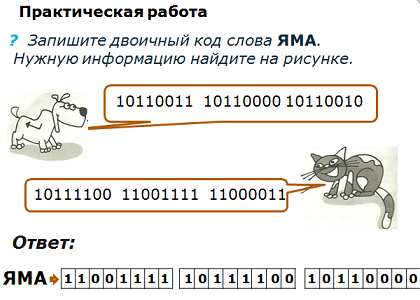 Практическая работа
? Запишите двоичный код слова ЯМА.
Нужную информацию найдите на рисунке.
10110011 10110000 10110010
10111100 11001111 11000011
Ответ:
ЯМА 11001111 10111100 10110000